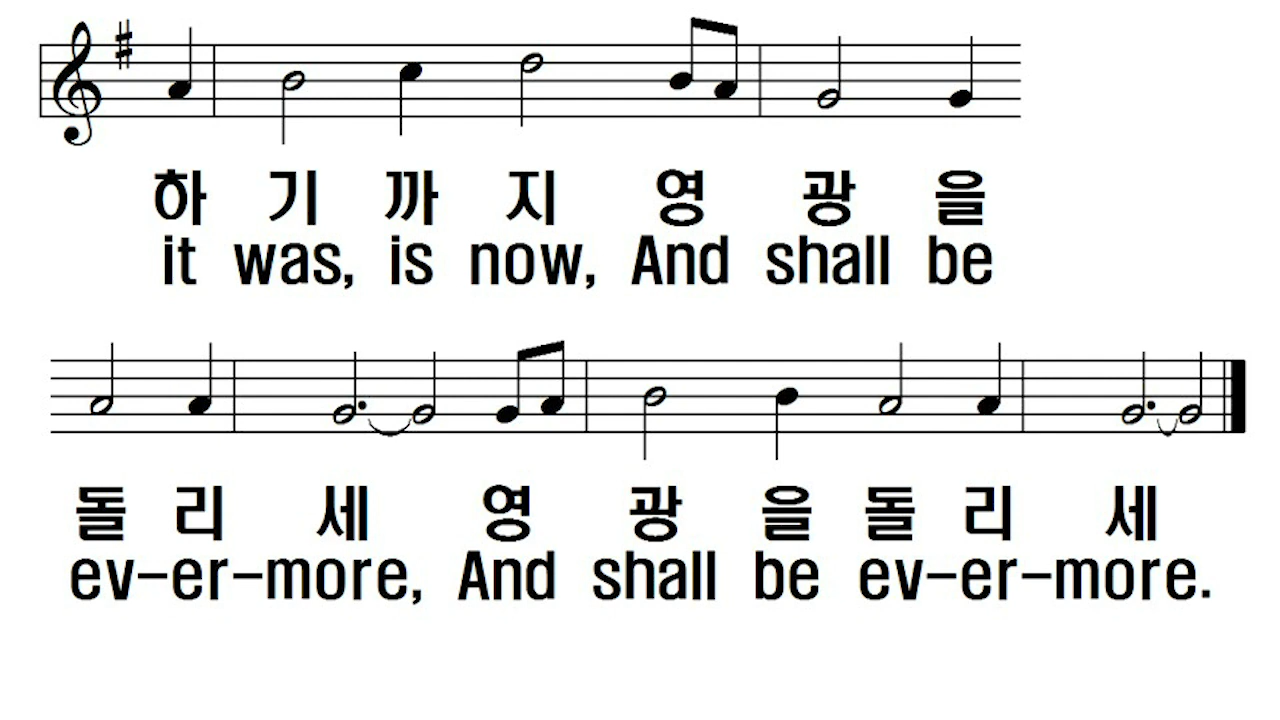 하 기 까 지 영 광 을
it was, is now, And shall be
돌 리 세 영 광 을 돌 리 세
ev-er-more, And shall be ev-er-more.